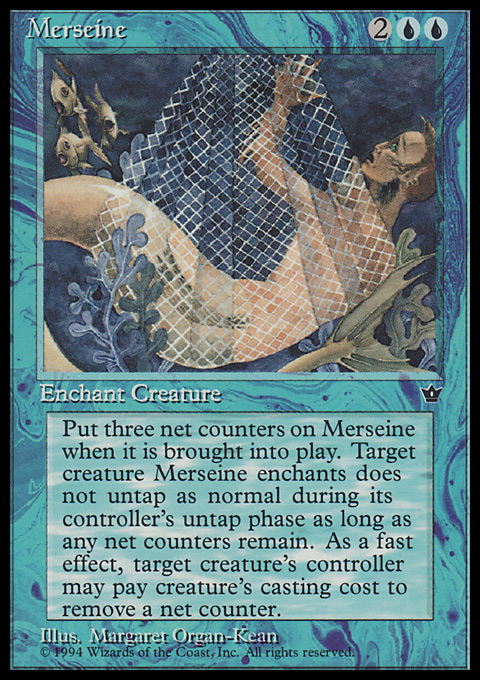 Merseine 2
Enchant Creature
Put three net counters on Merseine
when it is brought into play. Target
creature Merseine enchants does
not untap as normal during its
controller's untap phase as long as
any net counters remain. As a fast
effect, target creature's controller
may pay creature's casting cost to
remove a net counter.
Illus. Margaret Organ-Kean
© 1994 Wizards of the Coast, Inc. All rights reserved.